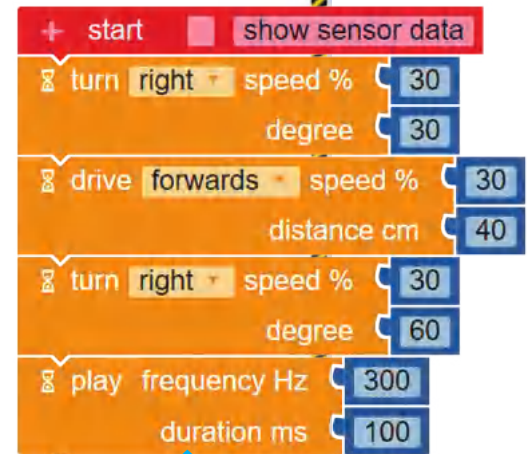 + start show sensor data
turn right speed % 30
degree 30
drive forwards speed % 30
distance cm 40
turn right speed % 30
degree 60
play frequency Hz 300
duration ms 100